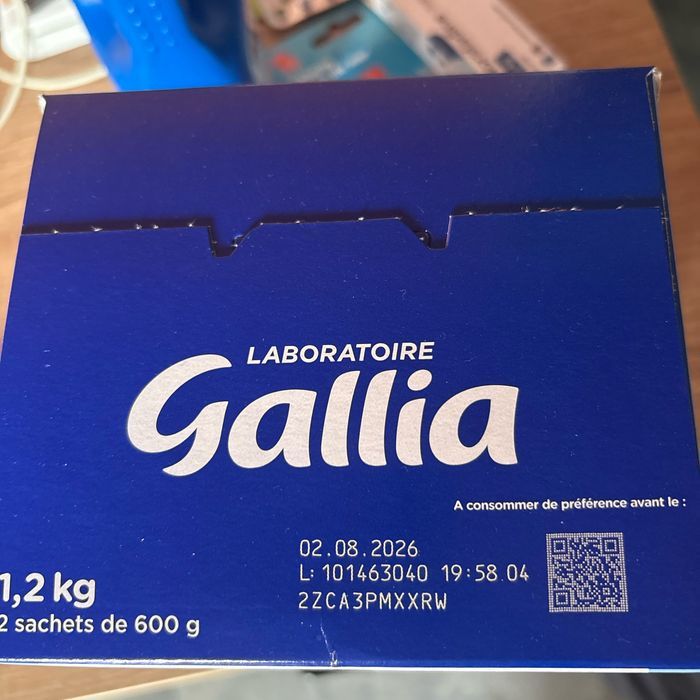 LABORATOIRE
Gallia
A consommer de préférence avant le :
02.08.2026
L: 101463040 19:58 04
2ZCA3PMXXRW
1,2 kg
2 sachets de 600 g